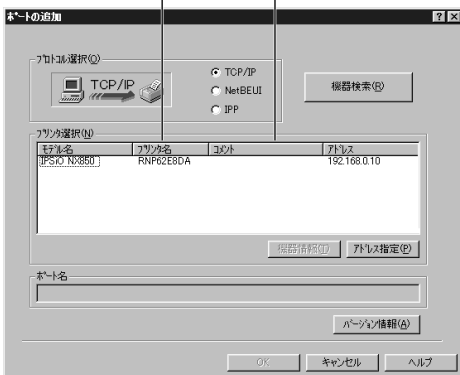 ポートの追加
プロトコル選択(O)
TCP/IP
TCP/IP
NetBEUI
IPP
機器検索(R)
プリンタ選択(N)
モデル名 プリンタ名 コメント アドレス
IPSiO NX850 RNP62E8DA 192.168.0.10
機器情報(T) アドレス指定(P)
ポート名
バージョン情報(A)
OK キャンセル ヘルプ